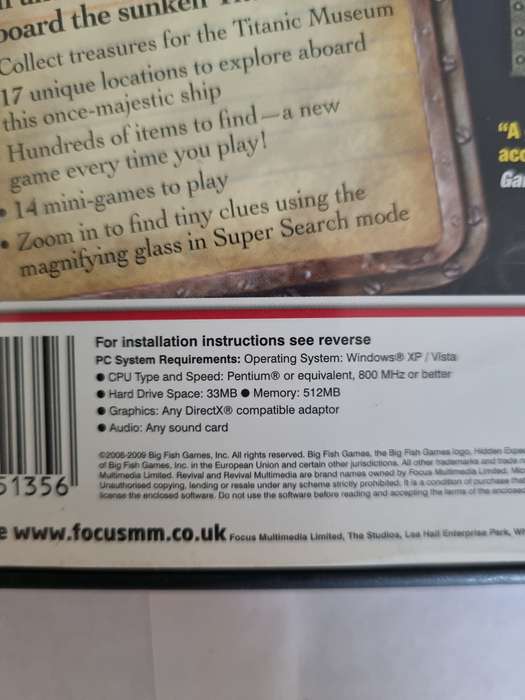 board the sunken
Collect treasures for the Titanic Museum
17 unique locations to explore aboard
this once-majestic ship
Hundreds of items to find—a new
game every time you play!
• 14 mini-games to play
• Zoom in to find tiny clues using the
magnifying glass in Super Search mode
“A
acc
Ga
For installation instructions see reverse
PC System Requirements: Operating System: Windows® XP / Vista
● CPU Type and Speed: Pentium® or equivalent, 800 MHz or better
● Hard Drive Space: 33MB ● Memory: 512MB
● Graphics: Any DirectX® compatible adaptor
● Audio: Any sound card
©2008-2009 Big Fish Games, Inc. All rights reserved. Big Fish Games, the Big Fish Games logo, Hidden Expe
of Big Fish Games, Inc. in the European Union and certain other jurisdictions. All other trademarks and trade n
Multimedia Limited. Revival and Revival Multimedia are brand names owned by Focus Multimedia Limited. Mic
Unauthorised copying, lending or resale under any scheme strictly prohibited. It is a condition of purchase that
license the enclosed software. Do not use the software before reading and accepting the terms of the enclosed
51356
e www.focusmm.co.uk Focus Multimedia Limited, The Studios, Lea Hall Enterprise Park, W